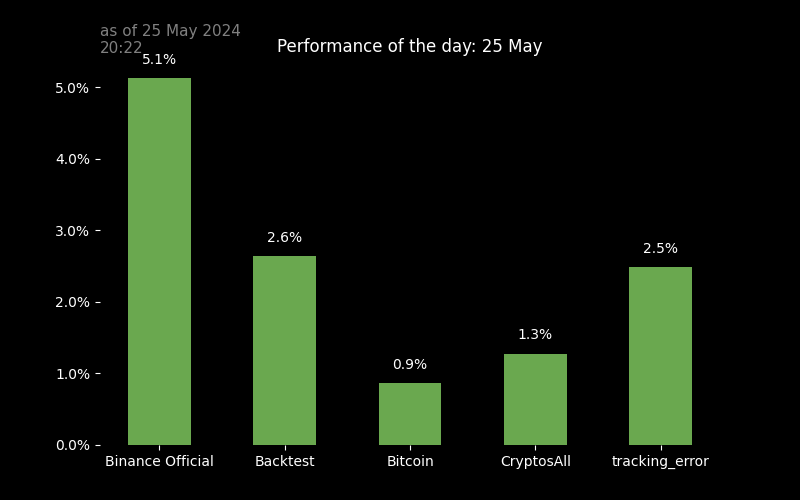 as of 25 May 2024
20:22
Performance of the day: 25 May
5.1%
2.6%
0.9%
1.3%
2.5%
5.0%
4.0%
3.0%
2.0%
1.0%
0.0%
Binance Official
Backtest
Bitcoin
CryptosAll
tracking_error